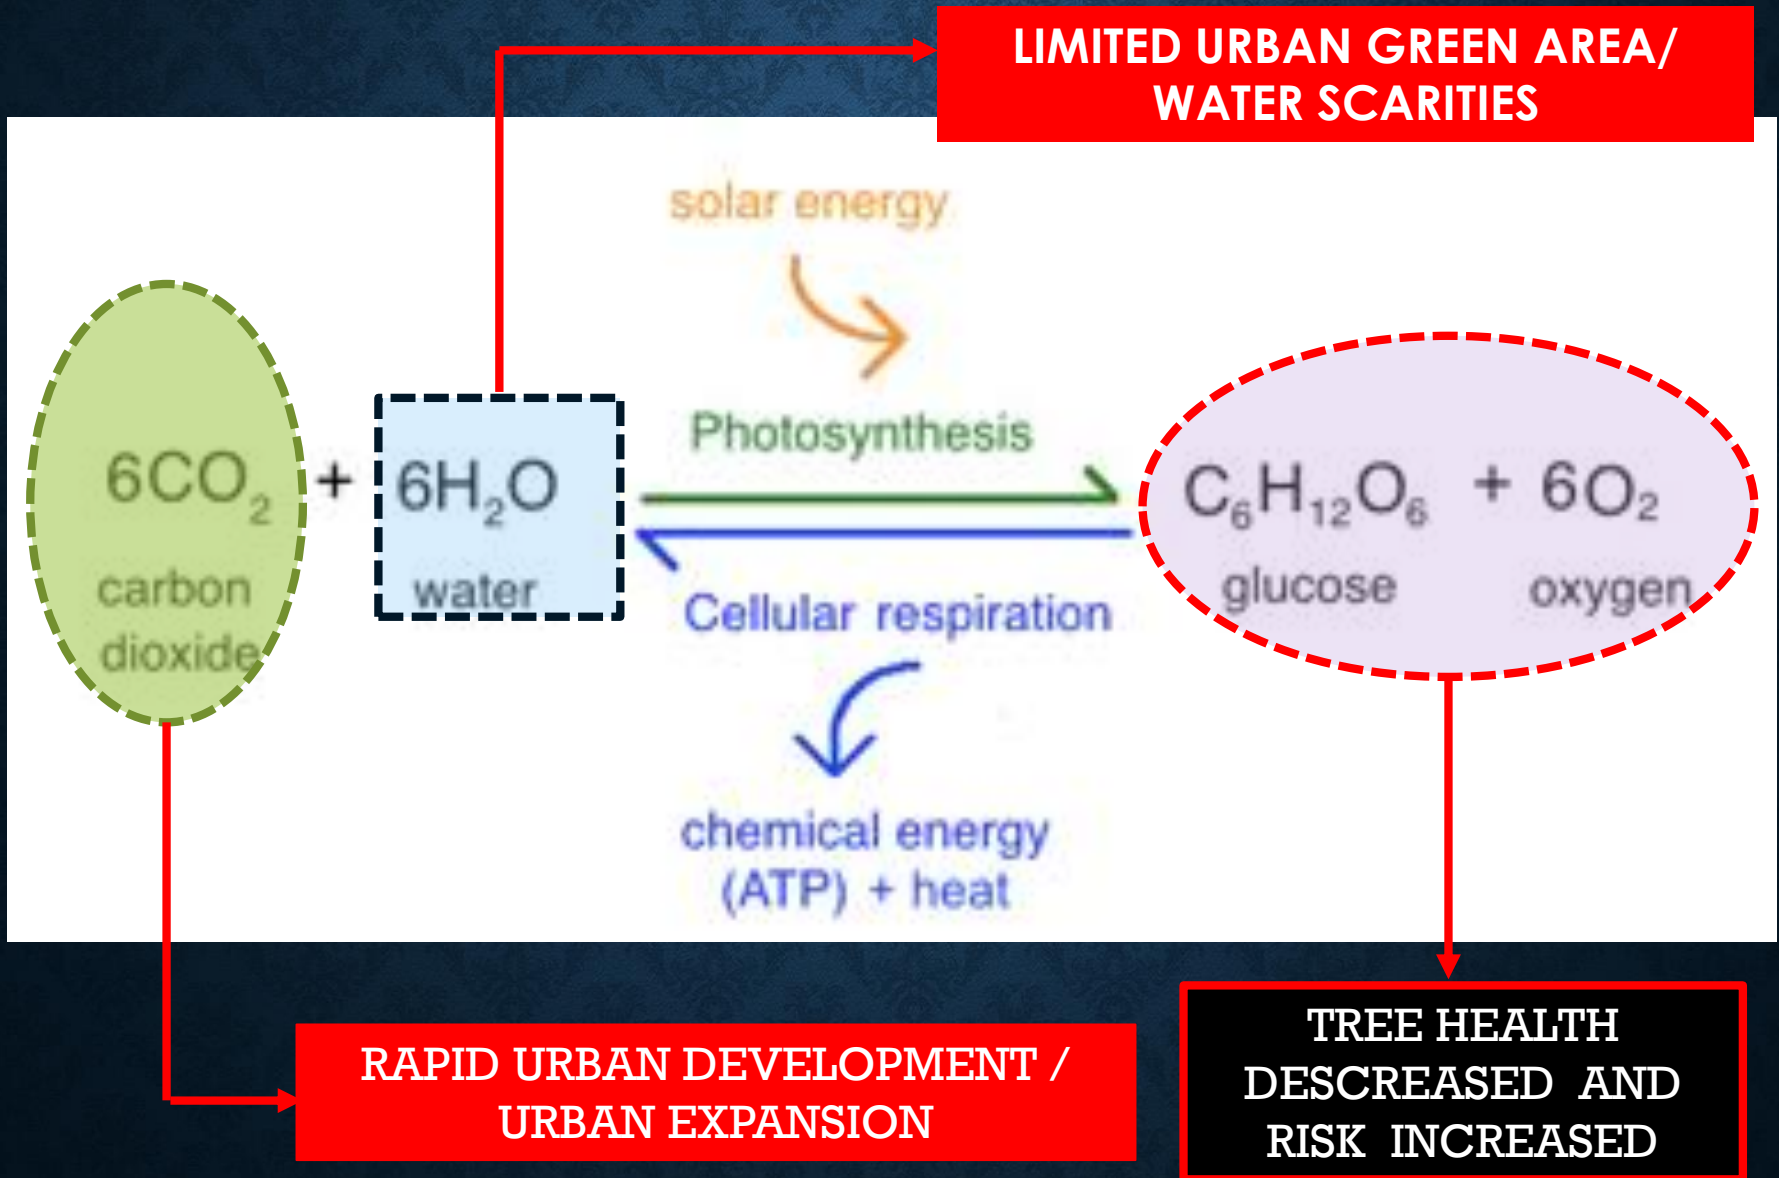 LIMITED URBAN GREEN AREA/
WATER SCARITIES
solar energy
Photosynthesis
6CO₂ + 6H₂O
C₆H₁₂O₆ + 6O₂
carbon
dioxide
water
glucose
oxygen
Cellular respiration
chemical energy
(ATP) + heat
RAPID URBAN DEVELOPMENT /
URBAN EXPANSION
TREE HEALTH
DESCREASED AND
RISK INCREASED